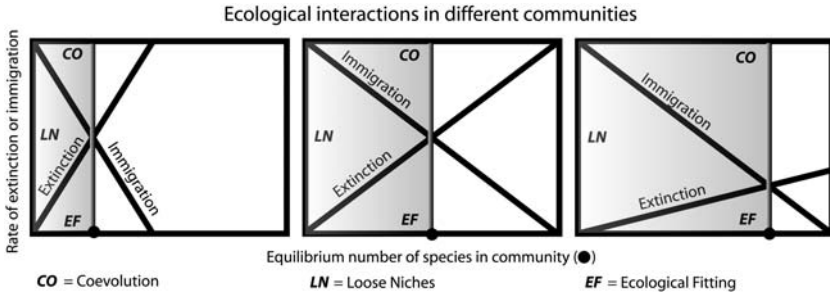 Ecological interactions in different communities
Rate of extinction or immigration
CO
LN
Extinction
Immigration
EF
CO
Immigration
LN
Extinction
EF
CO
Immigration
LN
Extinction
EF
Equilibrium number of species in community (●)
CO = Coevolution
LN = Loose Niches
EF = Ecological Fitting